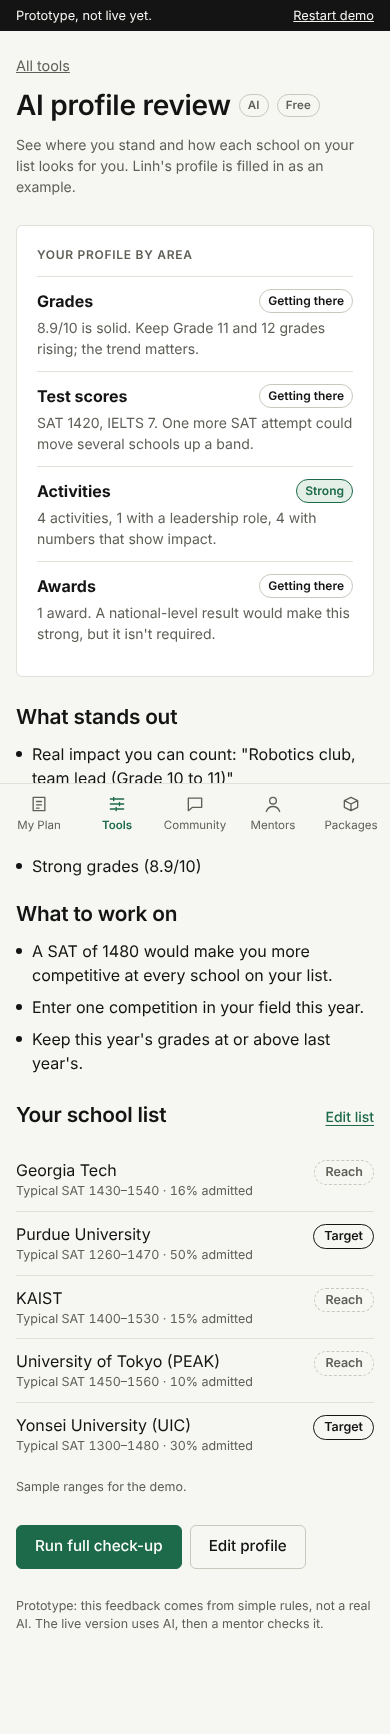 Prototype, not live yet. Restart demo
All tools
AI profile review AI Free
See where you stand and how each school on your
list looks for you. Linh's profile is filled in as an
example.
YOUR PROFILE BY AREA
Grades Getting there
8.9/10 is solid. Keep Grade 11 and 12 grades
rising; the trend matters.
Test scores Getting there
SAT 1420, IELTS 7. One more SAT attempt could
move several schools up a band.
Activities Strong
4 activities, 1 with a leadership role, 4 with
numbers that show impact.
Awards Getting there
1 award. A national-level result would make this
strong, but it isn't required.
What stands out
• Real impact you can count: "Robotics club,
team lead (Grade 10 to 11)"
My Plan Tools Community Mentors Packages
• Strong grades (8.9/10)
What to work on
• A SAT of 1480 would make you more
competitive at every school on your list.
• Enter one competition in your field this year.
• Keep this year's grades at or above last
year's.
Your school list Edit list
Georgia Tech Reach
Typical SAT 1430–1540 · 16% admitted
Purdue University Target
Typical SAT 1260–1470 · 50% admitted
KAIST Reach
Typical SAT 1400–1530 · 15% admitted
University of Tokyo (PEAK) Reach
Typical SAT 1450–1560 · 10% admitted
Yonsei University (UIC) Target
Typical SAT 1300–1480 · 30% admitted
Sample ranges for the demo.
Run full check-up Edit profile
Prototype: this feedback comes from simple rules, not a real
AI. The live version uses AI, then a mentor checks it.